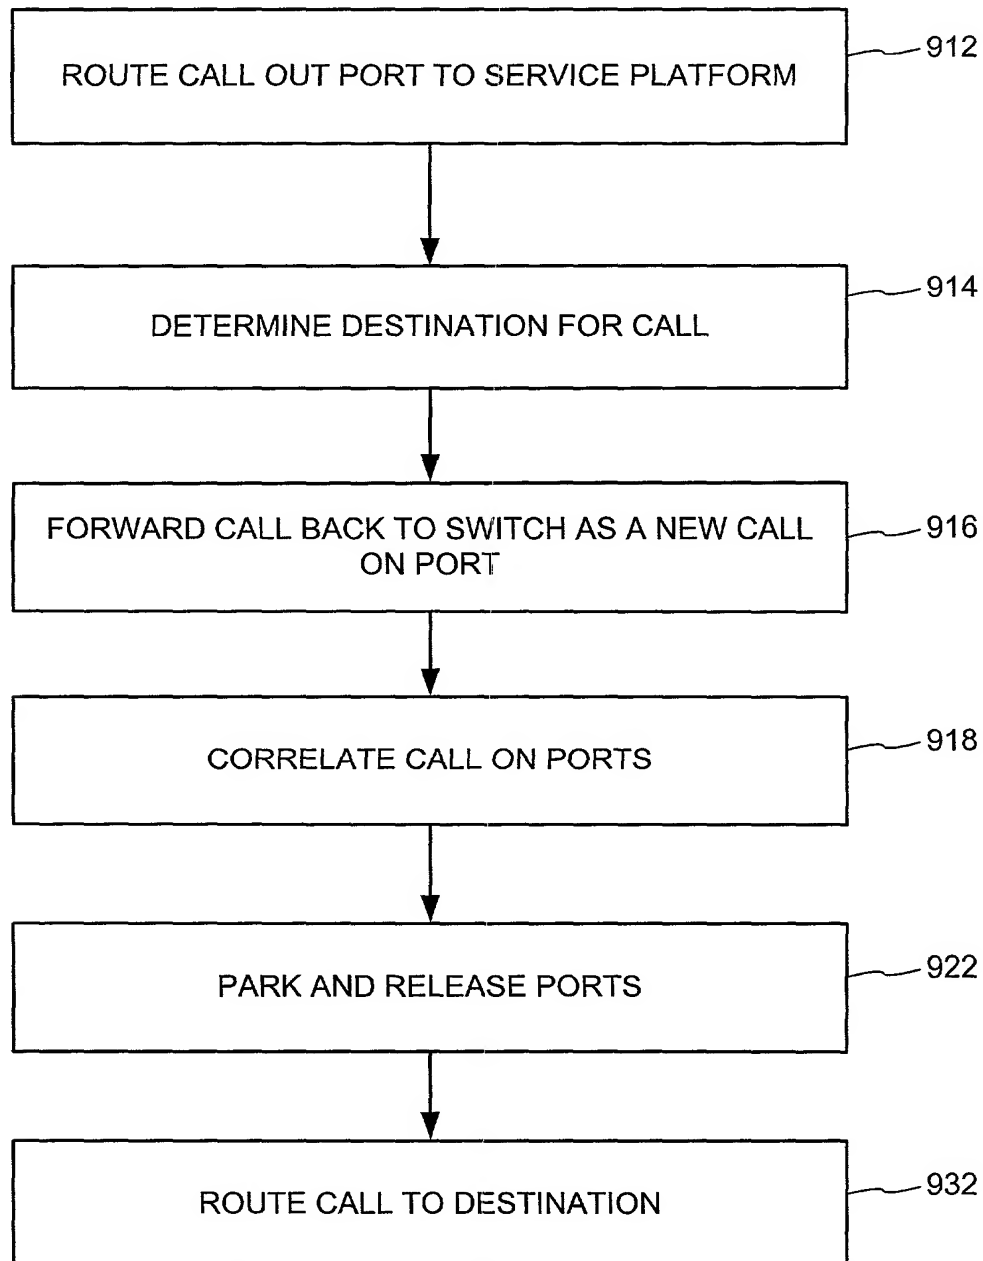 ROUTE CALL OUT PORT TO SERVICE PLATFORM
912
DETERMINE DESTINATION FOR CALL
914
FORWARD CALL BACK TO SWITCH AS A NEW CALL
ON PORT
916
CORRELATE CALL ON PORTS
918
PARK AND RELEASE PORTS
922
ROUTE CALL TO DESTINATION
932